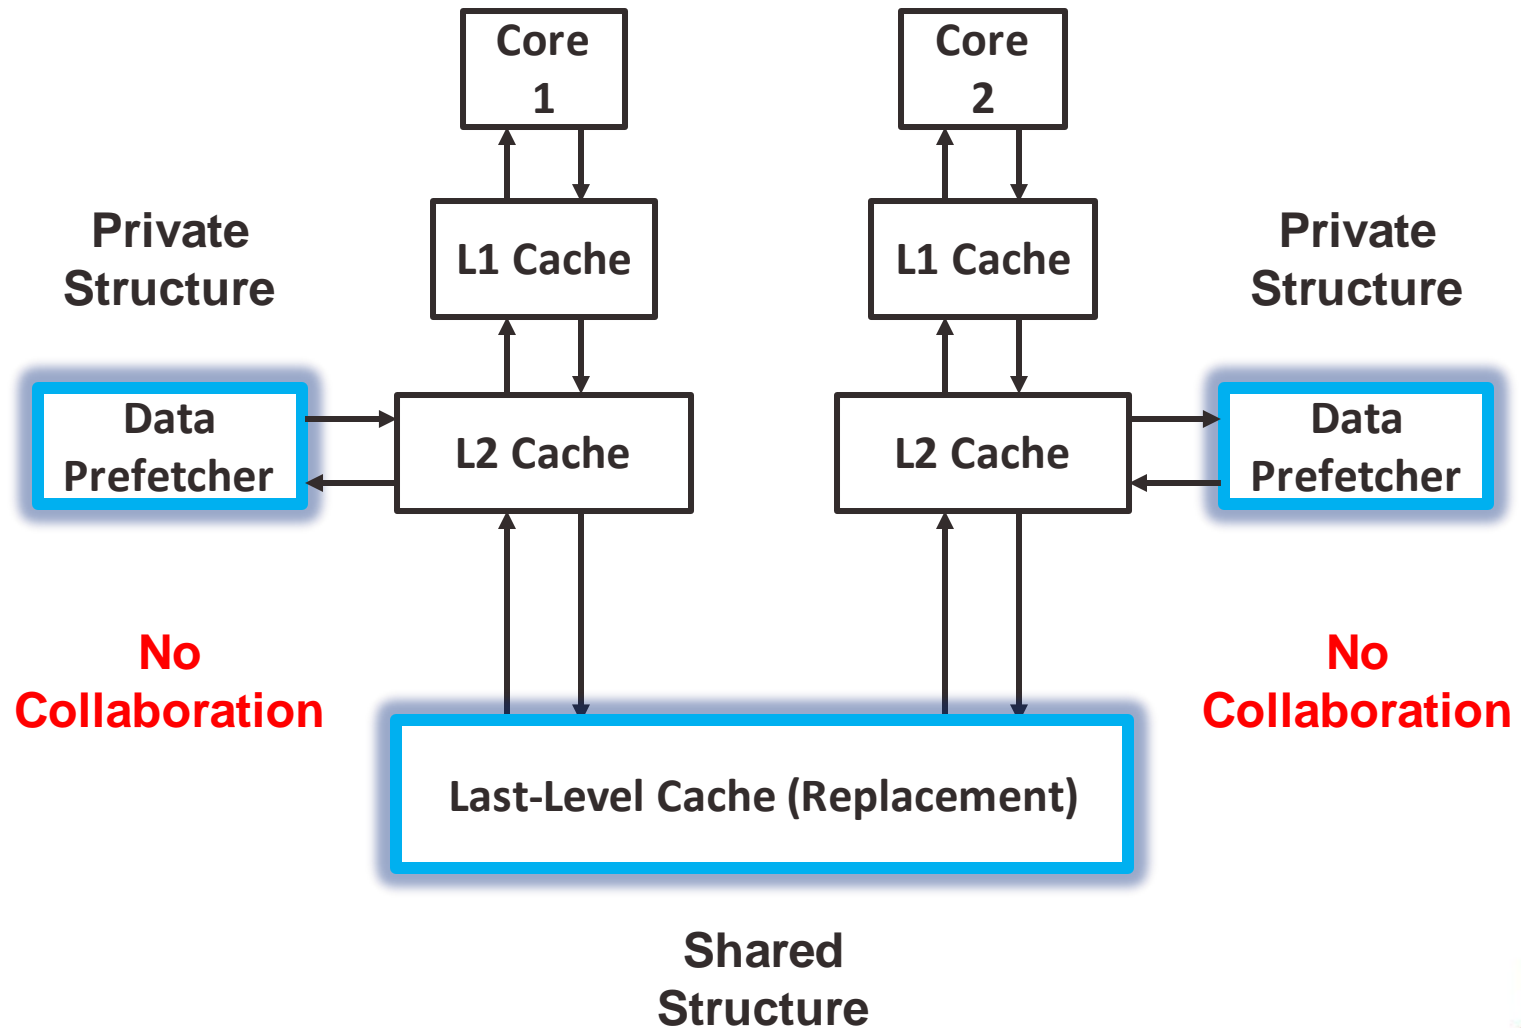 Core
1
Core
2
Private
Structure
L1 Cache
L1 Cache
Private
Structure
Data
Prefetcher
L2 Cache
L2 Cache
Data
Prefetcher
No
Collaboration
No
Collaboration
Last-Level Cache (Replacement)
Shared
Structure